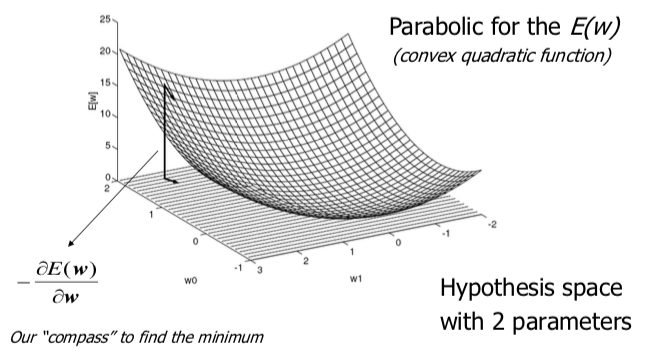 Parabolic for the E(w)
(convex quadratic function)
25
20
15
10
5
0
E[w]
2
1
0
-1
w0
3
2
1
0
-1
-2
w1
− ∂E(w) / ∂w
Our "compass" to find the minimum
Hypothesis space
with 2 parameters